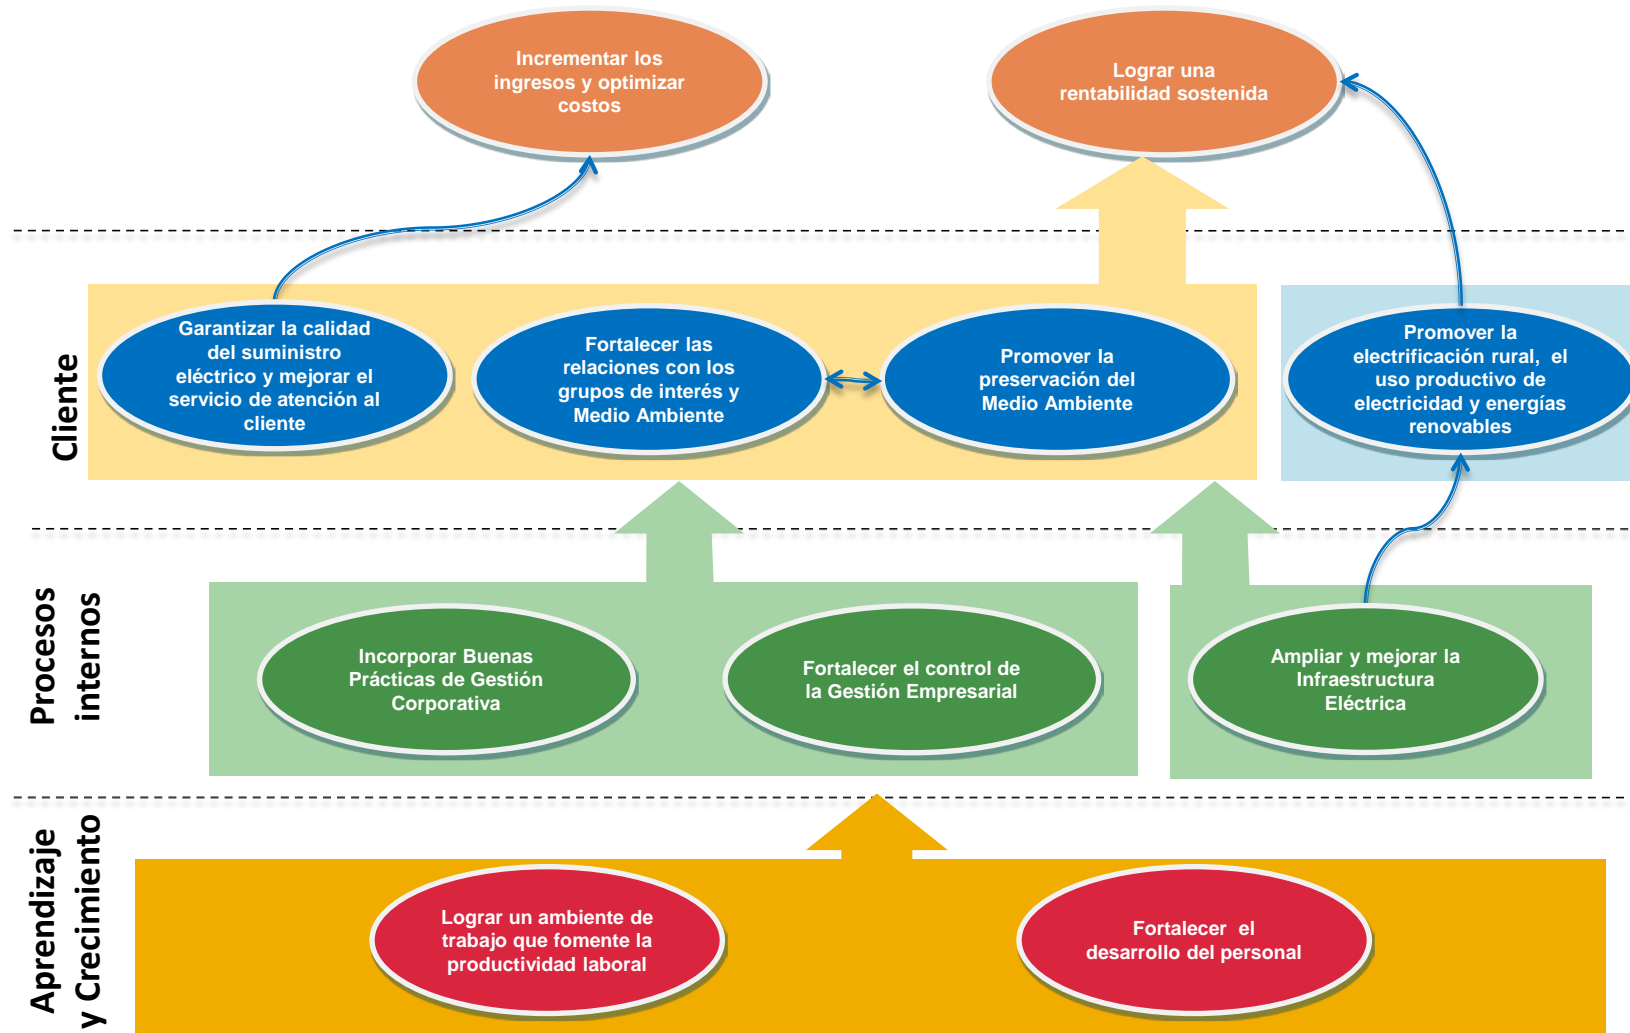 Incrementar los
ingresos y optimizar
costos
Lograr una
rentabilidad sostenida
Cliente
Garantizar la calidad
del suministro
eléctrico y mejorar el
servicio de atención al
cliente
Fortalecer las
relaciones con los
grupos de interés y
Medio Ambiente
Promover la
preservación del
Medio Ambiente
Promover la
electrificación rural, el
uso productivo de
electricidad y energías
renovables
Procesos
internos
Incorporar Buenas
Prácticas de Gestión
Corporativa
Fortalecer el control de
la Gestión Empresarial
Ampliar y mejorar la
Infraestructura
Eléctrica
Aprendizaje
y Crecimiento
Lograr un ambiente de
trabajo que fomente la
productividad laboral
Fortalecer el
desarrollo del personal